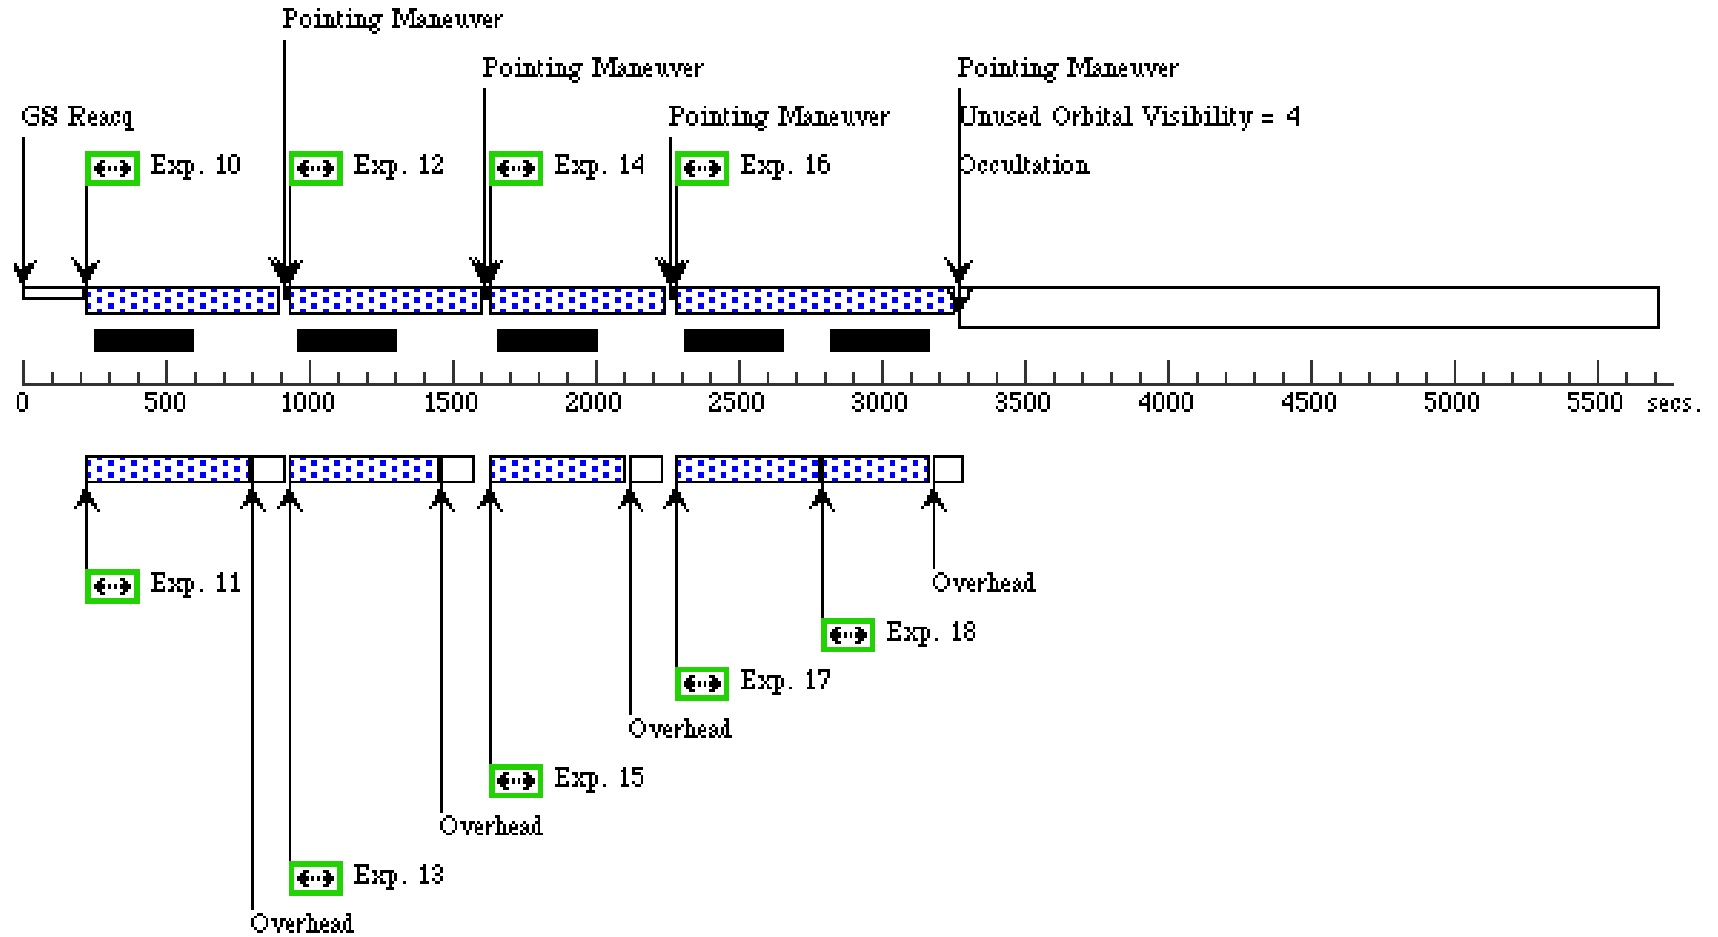 Pointing Maneuver
Pointing Maneuver
Pointing Maneuver
GS Reacq
Pointing Maneuver
Unused Orbital Visibility = 4
Exp. 10
Exp. 12
Exp. 14
Exp. 16
Occultation
0 500 1000 1500 2000 2500 3000 3500 4000 4500 5000 5500 secs.
Exp. 11
Overhead
Exp. 18
Exp. 17
Overhead
Exp. 15
Overhead
Exp. 13
Overhead